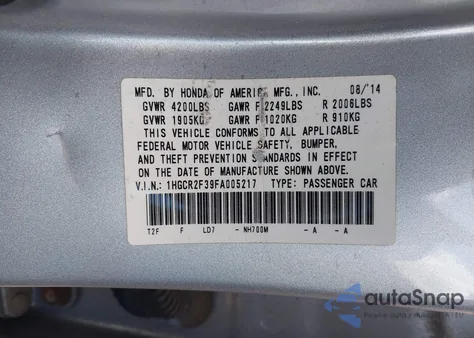 MFD. BY HONDA OF AMERICA MFG., INC. 08/'14
GVWR 4200LBS GAWR F 2249LBS R 2006LBS
GVWR 1905KG GAWR F 1020KG R 910KG
THIS VEHICLE CONFORMS TO ALL APPLICABLE
FEDERAL MOTOR VEHICLE SAFETY, BUMPER,
AND THEFT PREVENTION STANDARDS IN EFFECT ON
THE DATE OF MANUFACTURE SHOWN ABOVE.
V.I.N.: 1HGCR2F39FA005217 TYPE: PASSENGER CAR
T2F F LD7 - NH700M - A - A
autoSnap